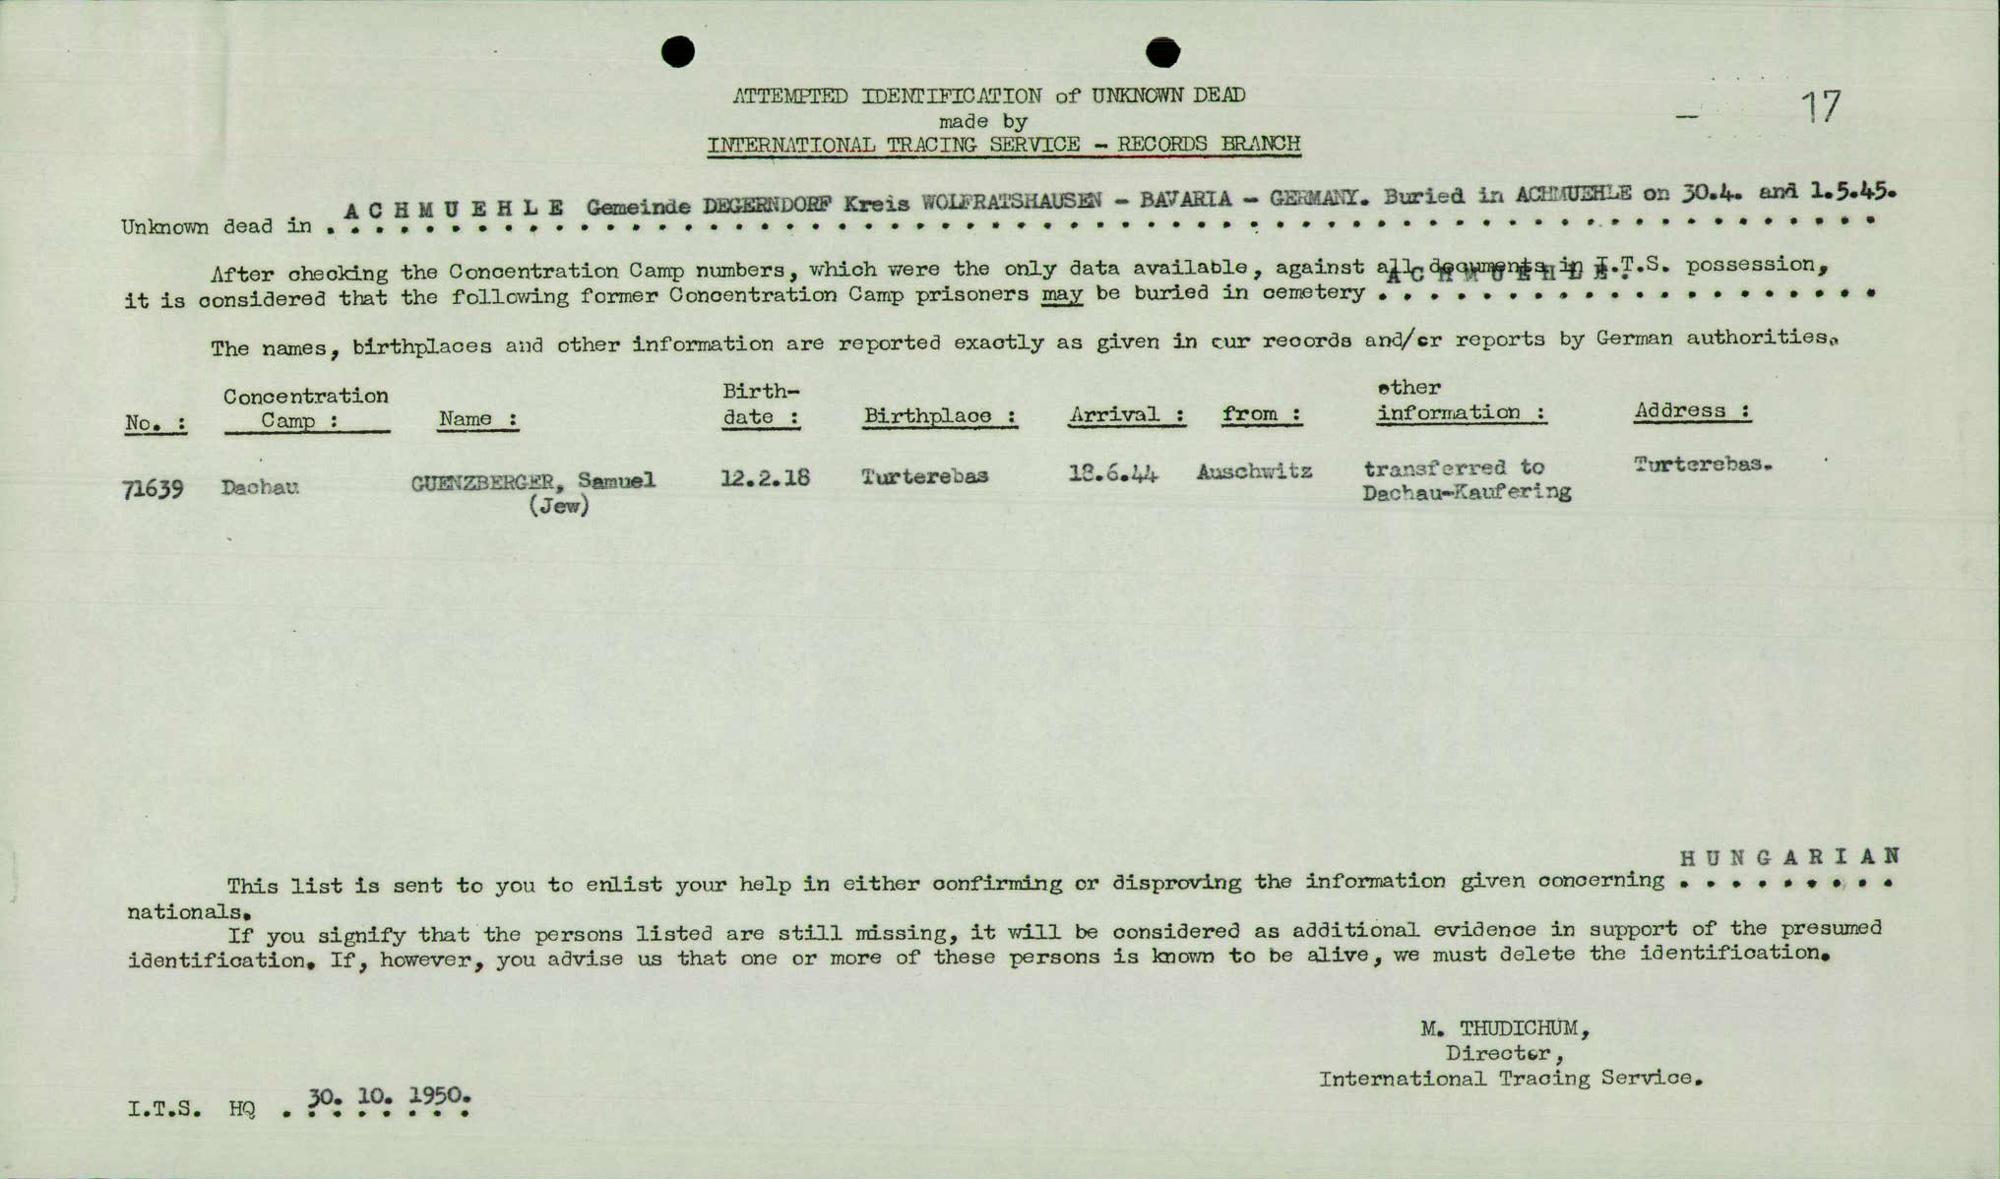 17
ATTEMPTED IDENTIFICATION of UNKNOWN DEAD
made by
INTERNATIONAL TRACING SERVICE - RECORDS BRANCH
A C H M U E H L E Gemeinde DEGERNDORF Kreis WOLFRATSHAUSEN - BAVARIA - GERMANY. Buried in ACHMUEHLE on 30.4. and 1.5.45.
Unknown dead in . . . . . . . . . . . . . . . . . . . . . . . . . . . . . . . . . . . . . . . . . . . . . . . . . . . . . . . . . . . . .
After checking the Concentration Camp numbers, which were the only data available, against all documents in I.T.S. possession,
A C H M U E H L E.
it is considered that the following former Concentration Camp prisoners may be buried in cemetery . . . . . . . . . . . . . . . . . . . .
The names, birthplaces and other information are reported exactly as given in our records and/or reports by German authorities.
No. : Concentration Camp : Name : Birth-date : Birthplace : Arrival : from : other information : Address :
71639 Dachau GUENZBERGER, Samuel 12.2.18 Turterebas 18.6.44 Auschwitz transferred to Turterebas.
(Jew) Dachau-Kaufering
H U N G A R I A N
This list is sent to you to enlist your help in either confirming or disproving the information given concerning . . . . . . . . .
nationals.
If you signify that the persons listed are still missing, it will be considered as additional evidence in support of the presumed
identification. If, however, you advise us that one or more of these persons is known to be alive, we must delete the identification.
M. THUDICHUM,
Director,
International Tracing Service.
I.T.S. HQ . 30. 10. 1950.